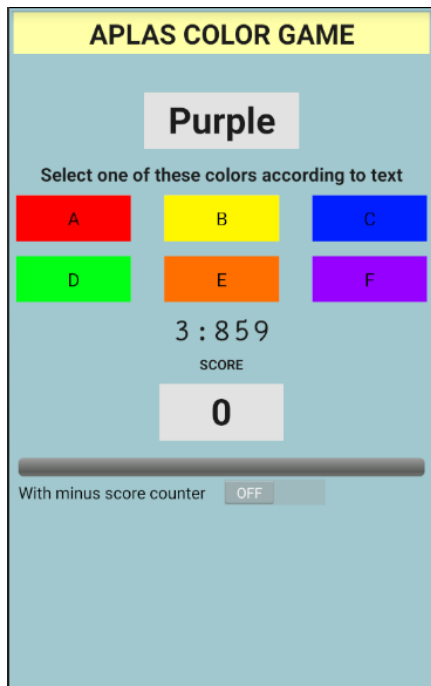 APLAS COLOR GAME
Purple
Select one of these colors according to text
A B C
D E F
3:859
SCORE
0
With minus score counter OFF